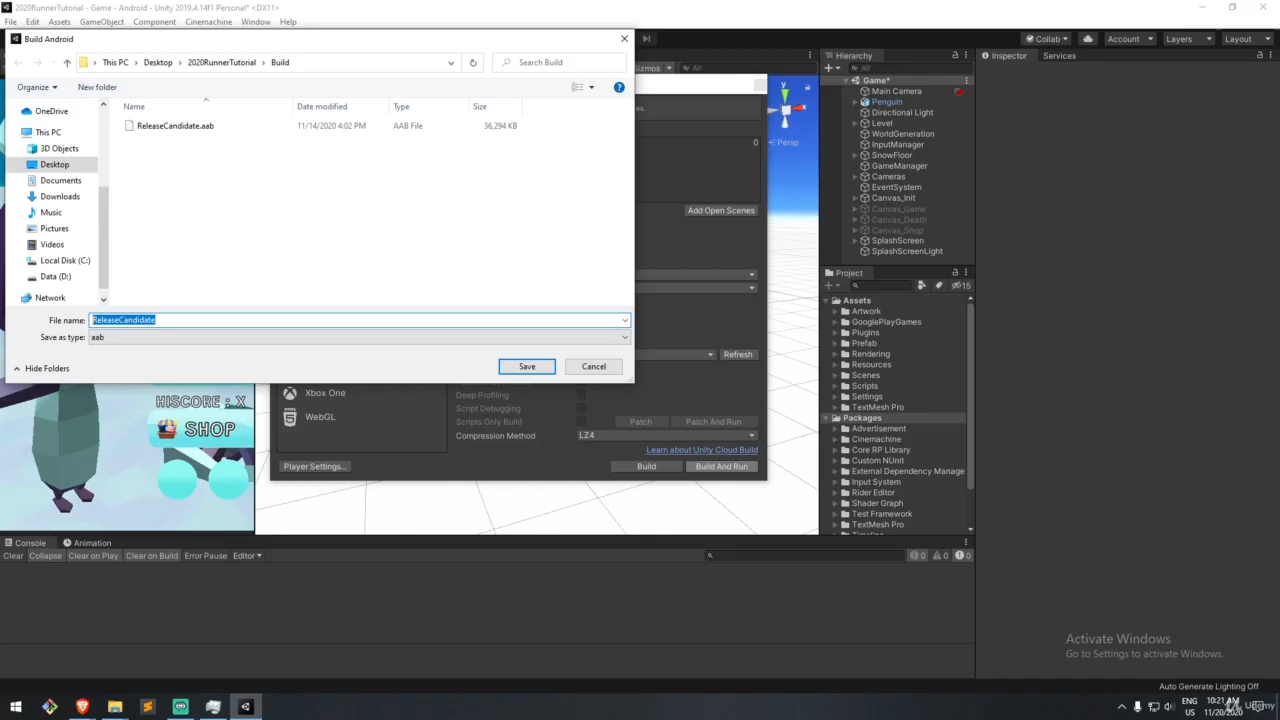 2020RunnerTutorial - Game - Android - Unity 2019.4.14f1 Personal* <DX11>
File Edit Assets GameObject Component Cinemachine Window Help
Build Android
This PC > Desktop > 2020RunnerTutorial > Build
Search Build
Organize
New folder
Name
Date modified
Type
Size
ReleaseCandidate.aab
11/14/2020 4:02 PM
AAB File
36,294 KB
OneDrive
This PC
3D Objects
Desktop
Documents
Downloads
Music
Pictures
Videos
Local Disk (C:)
Data (D:)
Network
File name:
ReleaseCandidate
Save as type:
aab
Hide Folders
Save
Cancel
Collab
Account
Layers
Layout
Gizmos
All
es.
0
Persp
Add Open Scenes
Refresh
Xbox One
WebGL
Deep Profiling
Script Debugging
Scripts Only Build
Patch
Patch And Run
Compression Method
LZ4
Learn about Unity Cloud Build
Player Settings...
Build
Build And Run
HISCORE : X
SHOP
Hierarchy
All
Game*
Main Camera
Penguin
Directional Light
Level
WorldGeneration
InputManager
SnowFloor
GameManager
Cameras
EventSystem
Canvas_Init
Canvas_Game
Canvas_Death
Canvas_Shop
SplashScreen
SplashScreenLight
Project
15
Assets
Artwork
GooglePlayGames
Plugins
Prefab
Rendering
Resources
Scenes
Scripts
Settings
TextMesh Pro
Packages
Advertisement
Cinemachine
Core RP Library
Custom NUnit
External Dependency Manage
Input System
Rider Editor
Shader Graph
Test Framework
TextMesh Pro
Timeline
Inspector
Services
Console
Animation
Clear
Collapse
Clear on Play
Clear on Build
Error Pause
Editor
0
0
0
Activate Windows
Go to Settings to activate Windows.
Auto Generate Lighting Off
ENG
US
10:21 AM
11/20/2020
Udemy